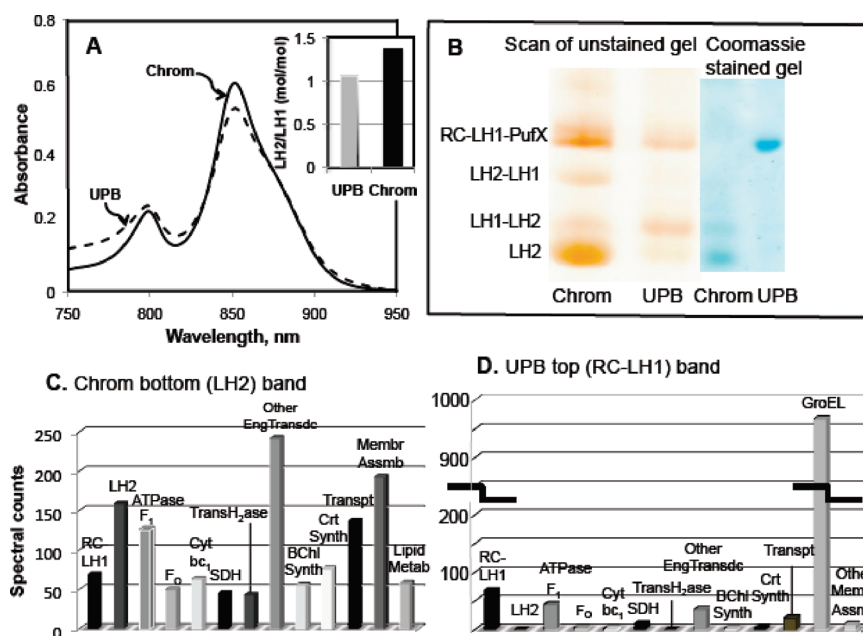 A
Absorbance
0.8
0.6
0.4
0.2
0
750
800
850
900
950
Wavelength, nm
Chrom
UPB
LH2/LH1 (mol/mol)
1.5
1
0.5
0
UPB
Chrom
B
Scan of unstained gel
Coomassie
stained gel
RC-LH1-PufX
LH2-LH1
LH1-LH2
LH2
Chrom
UPB
Chrom
UPB
C. Chrom bottom (LH2) band
Spectral counts
250
200
150
100
50
0
RC
LH1
LH2
ATPase
F₁
F₀
Cyt
bc₁
SDH
TransH₂ase
Other
EngTransdc
BChl
Synth
Crt
Synth
Transpt
Membr
Assmb
Lipid
Metab
D. UPB top (RC-LH1) band
1000
900
200
100
RC-
LH1
LH2
ATPase
F₁
F₀
Cyt
bc₁
SDH
TransH₂ase
Other
EngTransdc
BChl
Synth
Crt
Synth
Transpt
GroEL
Othe
Mem
Assm